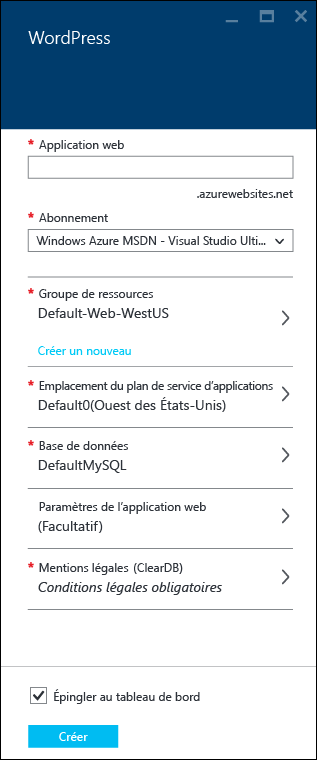 WordPress
* Application web
.azurewebsites.net
* Abonnement
Windows Azure MSDN - Visual Studio Ulti...
* Groupe de ressources
Default-Web-WestUS
Créer un nouveau
* Emplacement du plan de service d'applications
Default0(Ouest des États-Unis)
* Base de données
DefaultMySQL
Paramètres de l'application web
(Facultatif)
* Mentions légales (ClearDB)
Conditions légales obligatoires
Épingler au tableau de bord
Créer